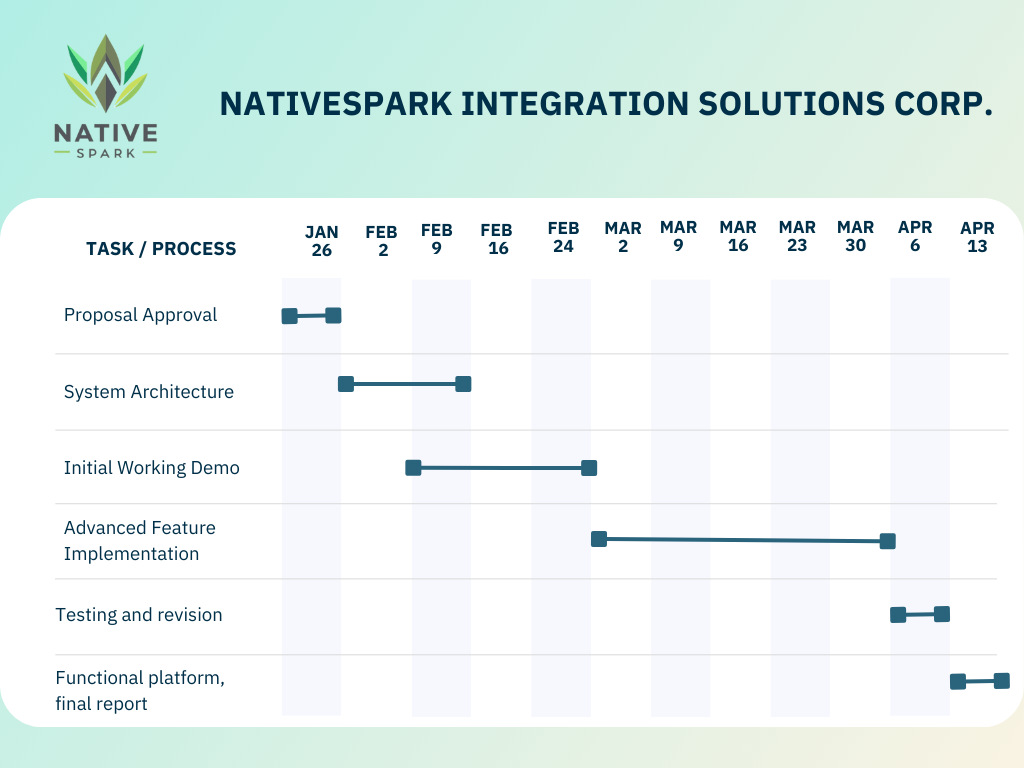 NATIVE
SPARK
NATIVESPARK INTEGRATION SOLUTIONS CORP.
TASK / PROCESS
JAN
26
FEB
2
FEB
9
FEB
16
FEB
24
MAR
2
MAR
9
MAR
16
MAR
23
MAR
30
APR
6
APR
13
Proposal Approval
System Architecture
Initial Working Demo
Advanced Feature
Implementation
Testing and revision
Functional platform,
final report